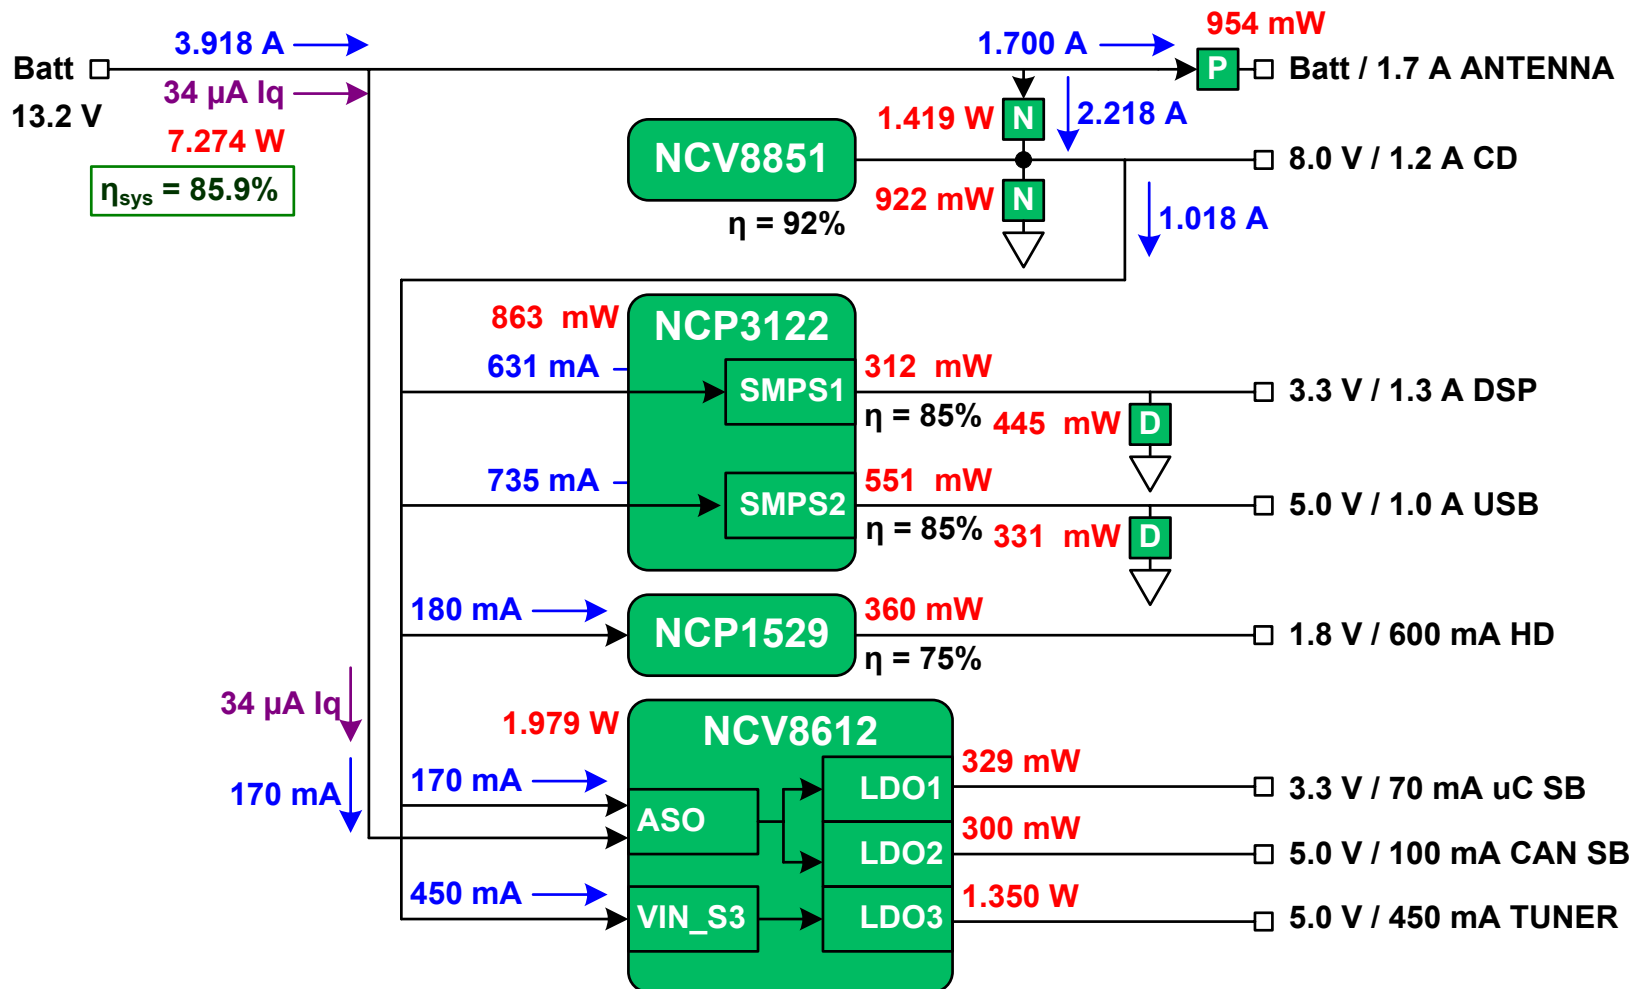 3.918 A
1.700 A
954 mW
Batt
P
Batt / 1.7 A ANTENNA
34 µA Iq
13.2 V
7.274 W
1.419 W
N
2.218 A
NCV8851
8.0 V / 1.2 A CD
ηsys = 85.9%
922 mW
N
η = 92%
1.018 A
863 mW
NCP3122
631 mA
SMPS1
312 mW
3.3 V / 1.3 A DSP
η = 85%
445 mW
D
735 mA
SMPS2
551 mW
5.0 V / 1.0 A USB
η = 85%
331 mW
D
180 mA
NCP1529
360 mW
1.8 V / 600 mA HD
η = 75%
34 µA Iq
1.979 W
NCV8612
170 mA
170 mA
ASO
LDO1
329 mW
3.3 V / 70 mA uC SB
LDO2
300 mW
5.0 V / 100 mA CAN SB
450 mA
VIN_S3
LDO3
1.350 W
5.0 V / 450 mA TUNER